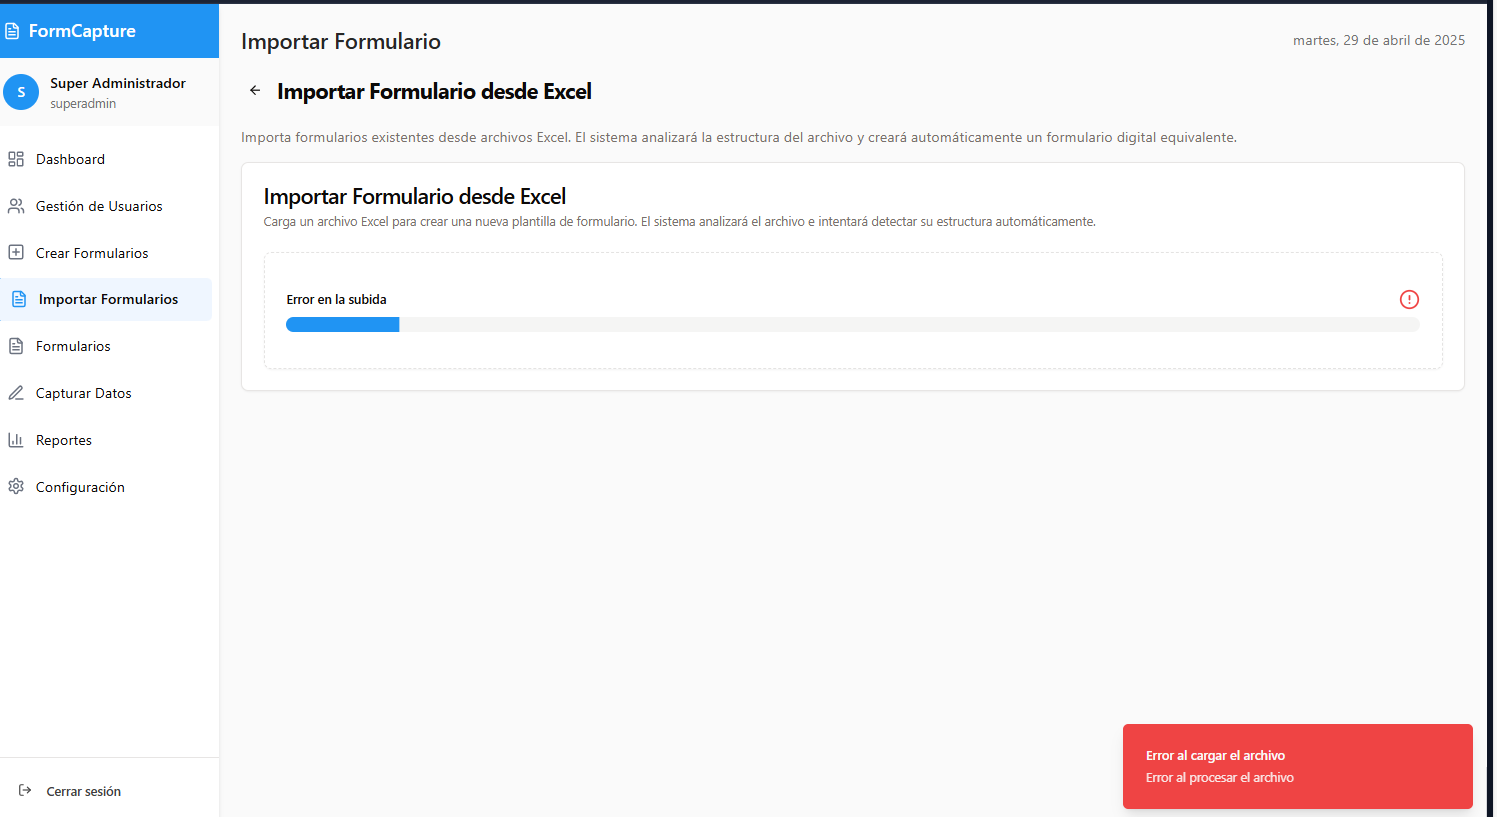 FormCapture
S
Super Administrador
superadmin
Dashboard
Gestión de Usuarios
Crear Formularios
Importar Formularios
Formularios
Capturar Datos
Reportes
Configuración
Cerrar sesión
Importar Formulario
martes, 29 de abril de 2025
Importar Formulario desde Excel
Importa formularios existentes desde archivos Excel. El sistema analizará la estructura del archivo y creará automáticamente un formulario digital equivalente.
Importar Formulario desde Excel
Carga un archivo Excel para crear una nueva plantilla de formulario. El sistema analizará el archivo e intentará detectar su estructura automáticamente.
Error en la subida
Error al cargar el archivo
Error al procesar el archivo